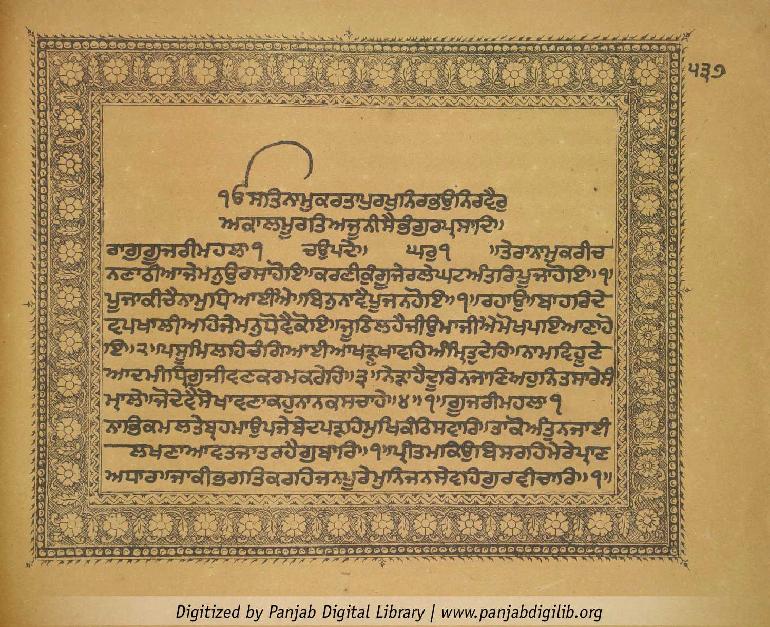 ੫੩੭
੧ੳ ਸਤਿਨਾਮੁਕਰਤਾਪੁਰਖੁਨਿਰਭਉਨਿਰਵੈਰੁ
ਅਕਾਲਮੂਰਤਿਅਜੂਨੀਸੈਭੰਗੁਰਪ੍ਰਸਾਦਿ॥
ਰਾਗੁਗੂਜਰੀਮਹਲਾ੧ ਚਉਪਦੇ॥ ਘਰੁ੧ ॥ਤੇਰਾਨਾਮੁਕਰੀਚ
ਨਣਾਠੀਆਜੇਮਨੁਉਰਸਾਹੋਇ॥ਕਰਣੀਕੁੰਗੂਜੇਰਲੇਘਟਅੰਤਰਿਪੂਜਾਹੋਇ॥੧॥
ਪੂਜਾਕੀਚੈਨਾਮੁਧਿਆਈਐ॥ਬਿਨੁਨਾਵੈਪੂਜਨਹੋਇ॥੧॥ਰਹਾਉ॥ਬਾਹਰਿਦੇ
ਵਪਖਾਲੀਅਹਿਜੇਮਨੁਧੋਵੈਕੋਇ॥ਜੂਠਿਲਹੈਜੀਉਮਾਜੀਐਮੋਖਪਇਆਣਾਹੋ
ਇ॥੨॥ਪਸੂਮਿਲਹਿਚੰਗਿਆਈਆਖੜੁਖਾਵਹਿਅੰਮ੍ਰਿਤੁਦੇਹਿ॥ਨਾਮਵਿਹੂਣੇ
ਆਦਮੀਧ੍ਰਿਗੁਜੀਵਣਕਰਮਕਰੇਹਿ॥੩॥ਨੇੜਾਹੈਦੂਰਿਨਜਾਣਿਅਹੁਨਿਤਸਾਰੇਸੰ
ਮ੍ਹਾਲੇ॥ਜੋਦੇਵੈਸੋਖਾਵਣਾਕਹੁਨਾਨਕਸਾਚਾਹੇ॥੪॥੧॥ਗੂਜਰੀਮਹਲਾ੧
ਨਾਭਿਕਮਲਤੇਬ੍ਰਹਮਾਉਪਜੇਬੇਦਪੜਹਿਮੁਖਿਕੰਠਿਸਵਾਰਿ॥ਤਾਕੋਅੰਤੁਨਜਾਈ
ਲਖਣਾਆਵਤਜਾਤਰਹੈਗੁਬਾਰਿ॥੧॥ਪ੍ਰੀਤਮਕਿਉਬਿਸਰਹਿਮੇਰੇਪ੍ਰਾਣ
ਅਧਾਰ॥ਜਾਕੀਭਗਤਿਕਰਹਿਜਨਪੂਰੇਮੁਨਿਜਨਸੇਵਹਿਗੁਰਵੀਚਾਰਿ॥੧॥
Digitized by Panjab Digital Library | www.panjabdigilib.org